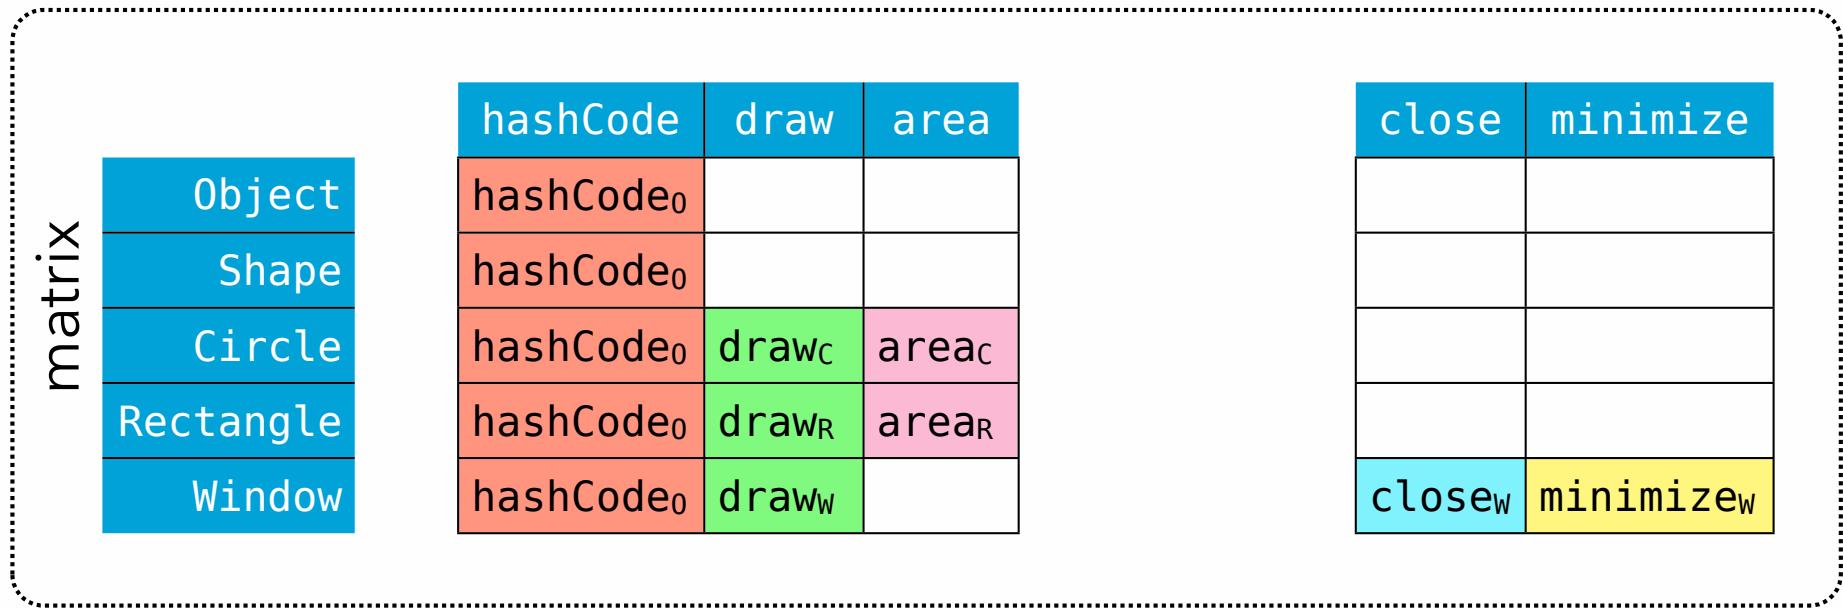 matrix
hashCode draw area close minimize
Object hashCodeO
Shape hashCodeO
Circle hashCodeO drawC areaC
Rectangle hashCodeO drawR areaR
Window hashCodeO drawW closeW minimizeW